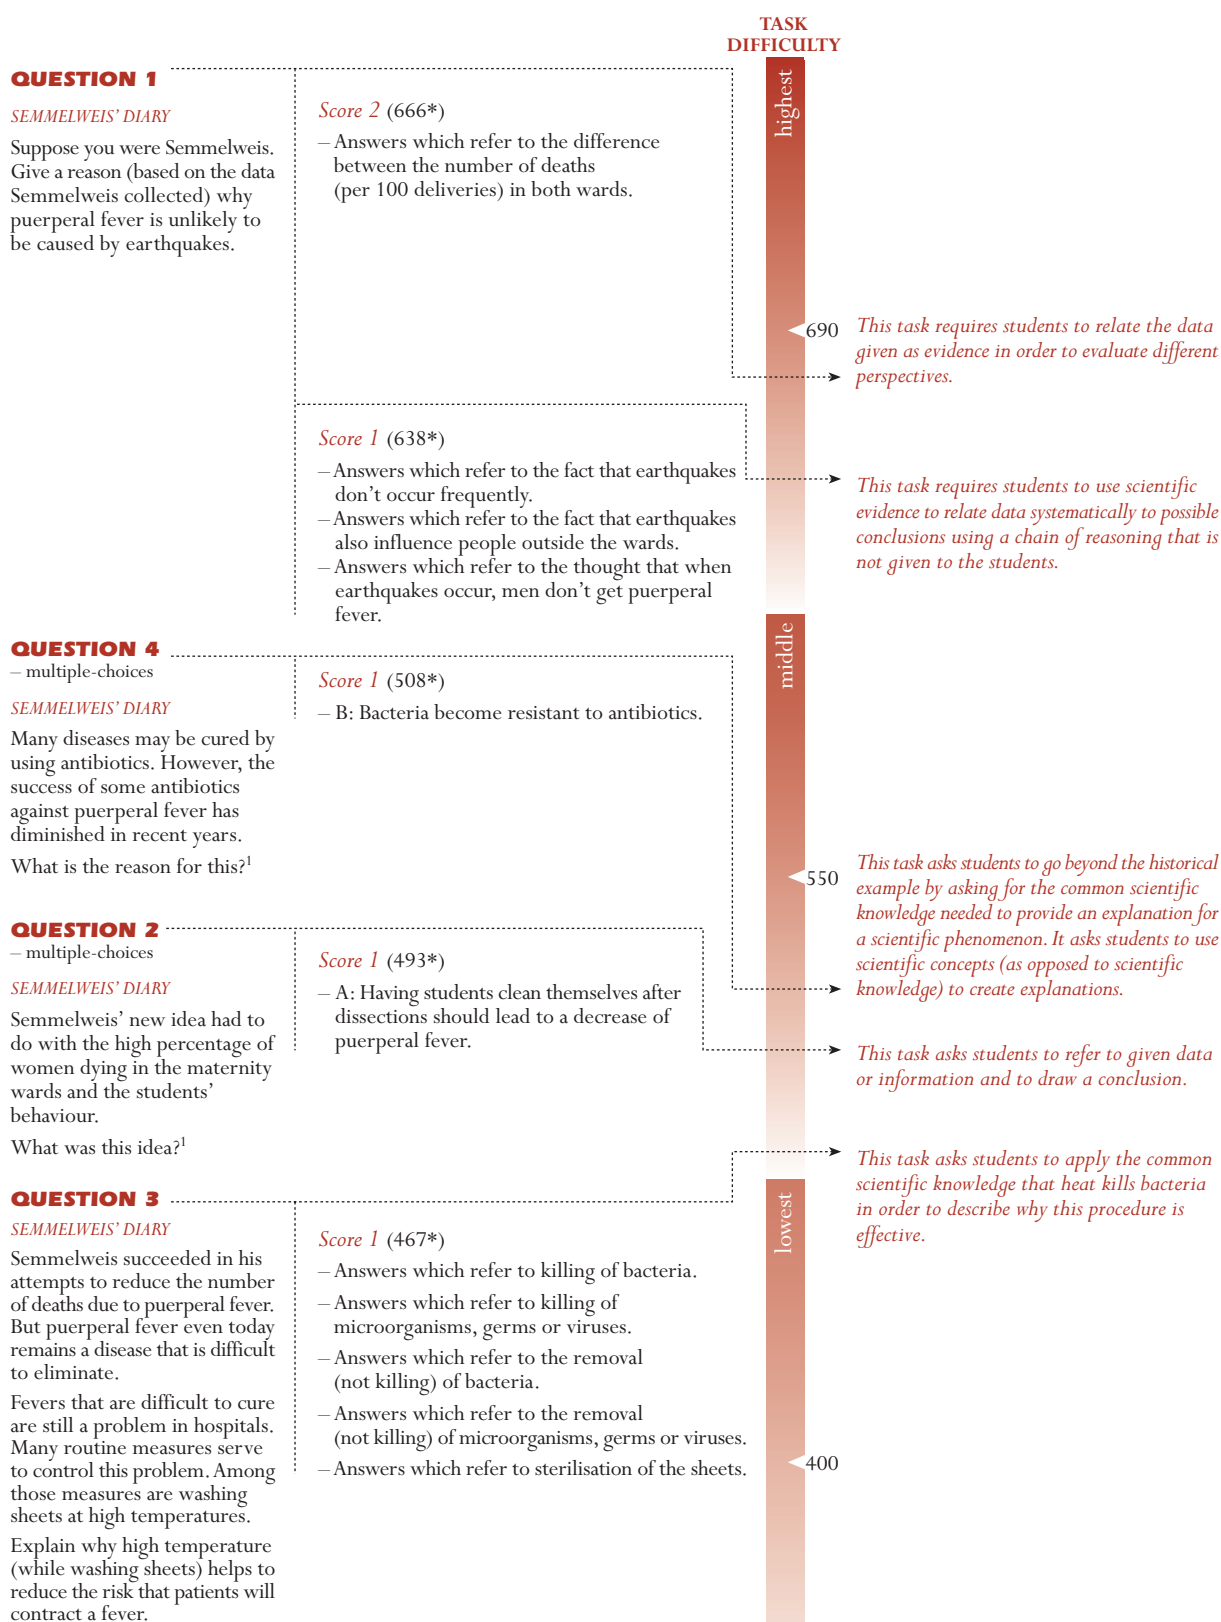 TASK
DIFFICULTY
highest
QUESTION 1
SEMMELWEIS' DIARY
Suppose you were Semmelweis.
Give a reason (based on the data
Semmelweis collected) why
puerperal fever is unlikely to
be caused by earthquakes.
Score 2 (666*)
– Answers which refer to the difference
between the number of deaths
(per 100 deliveries) in both wards.
690
This task requires students to relate the data
given as evidence in order to evaluate different
perspectives.
Score 1 (638*)
– Answers which refer to the fact that earthquakes
don't occur frequently.
– Answers which refer to the fact that earthquakes
also influence people outside the wards.
– Answers which refer to the thought that when
earthquakes occur, men don't get puerperal
fever.
This task requires students to use scientific
evidence to relate data systematically to possible
conclusions using a chain of reasoning that is
not given to the students.
middle
QUESTION 4
– multiple-choices
SEMMELWEIS' DIARY
Many diseases may be cured by
using antibiotics. However, the
success of some antibiotics
against puerperal fever has
diminished in recent years.
What is the reason for this?1
Score 1 (508*)
– B: Bacteria become resistant to antibiotics.
550
This task asks students to go beyond the historical
example by asking for the common scientific
knowledge needed to provide an explanation for
a scientific phenomenon. It asks students to use
scientific concepts (as opposed to scientific
knowledge) to create explanations.
QUESTION 2
– multiple-choices
SEMMELWEIS' DIARY
Semmelweis' new idea had to
do with the high percentage of
women dying in the maternity
wards and the students'
behaviour.
What was this idea?1
Score 1 (493*)
– A: Having students clean themselves after
dissections should lead to a decrease of
puerperal fever.
This task asks students to refer to given data
or information and to draw a conclusion.
lowest
QUESTION 3
SEMMELWEIS' DIARY
Semmelweis succeeded in his
attempts to reduce the number
of deaths due to puerperal fever.
But puerperal fever even today
remains a disease that is difficult
to eliminate.
Fevers that are difficult to cure
are still a problem in hospitals.
Many routine measures serve
to control this problem. Among
those measures are washing
sheets at high temperatures.
Explain why high temperature
(while washing sheets) helps to
reduce the risk that patients will
contract a fever.
Score 1 (467*)
– Answers which refer to killing of bacteria.
– Answers which refer to killing of
microorganisms, germs or viruses.
– Answers which refer to the removal
(not killing) of bacteria.
– Answers which refer to the removal
(not killing) of microorganisms, germs or viruses.
– Answers which refer to sterilisation of the sheets.
This task asks students to apply the common
scientific knowledge that heat kills bacteria
in order to describe why this procedure is
effective.
400